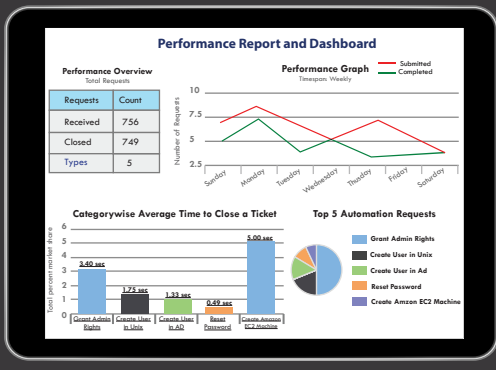 Performance Report and Dashboard
Performance Overview
Total Requests
Requests Count
Received 756
Closed 749
Types 5
Performance Graph
Timespan: Weekly
Submitted
Completed
Number of Requests
10
7.5
5
2.5
Sunday
Monday
Tuesday
Wednesday
Thusday
Friday
Saturday
Categorywise Average Time to Close a Ticket
Total percent market share
6
5
4
3
2
1
0
3.40 sec
1.75 sec
1.33 sec
0.49 sec
5.00 sec
Grant Admin
Rights
Create User
in Unix
Create User
in AD
Reset
Password
Create Amazon
EC2 Machine
Top 5 Automation Requests
Grant Admin Rights
Create User in Unix
Create User in Ad
Reset Password
Create Amzon EC2 Machine